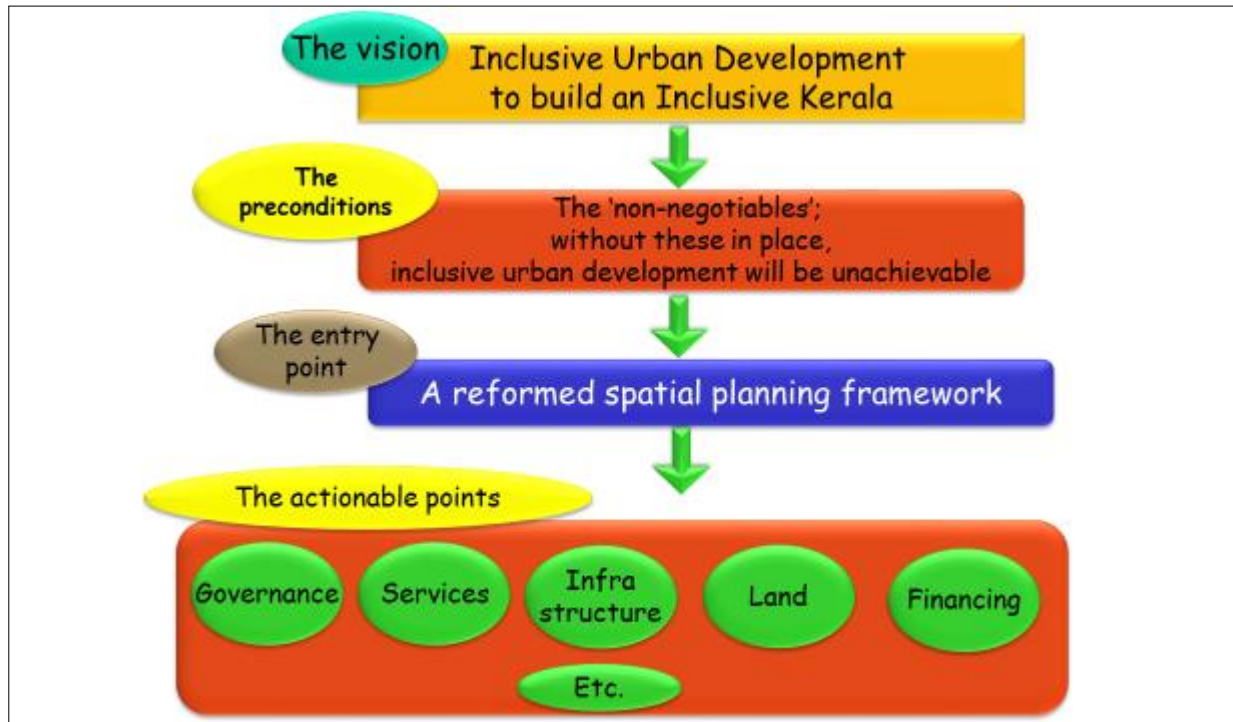 The vision
Inclusive Urban Development
to build an Inclusive Kerala
The
preconditions
The ‘non-negotiables’;
without these in place,
inclusive urban development will be unachievable
The entry
point
A reformed spatial planning framework
The actionable points
Governance
Services
Infra
structure
Land
Financing
Etc.